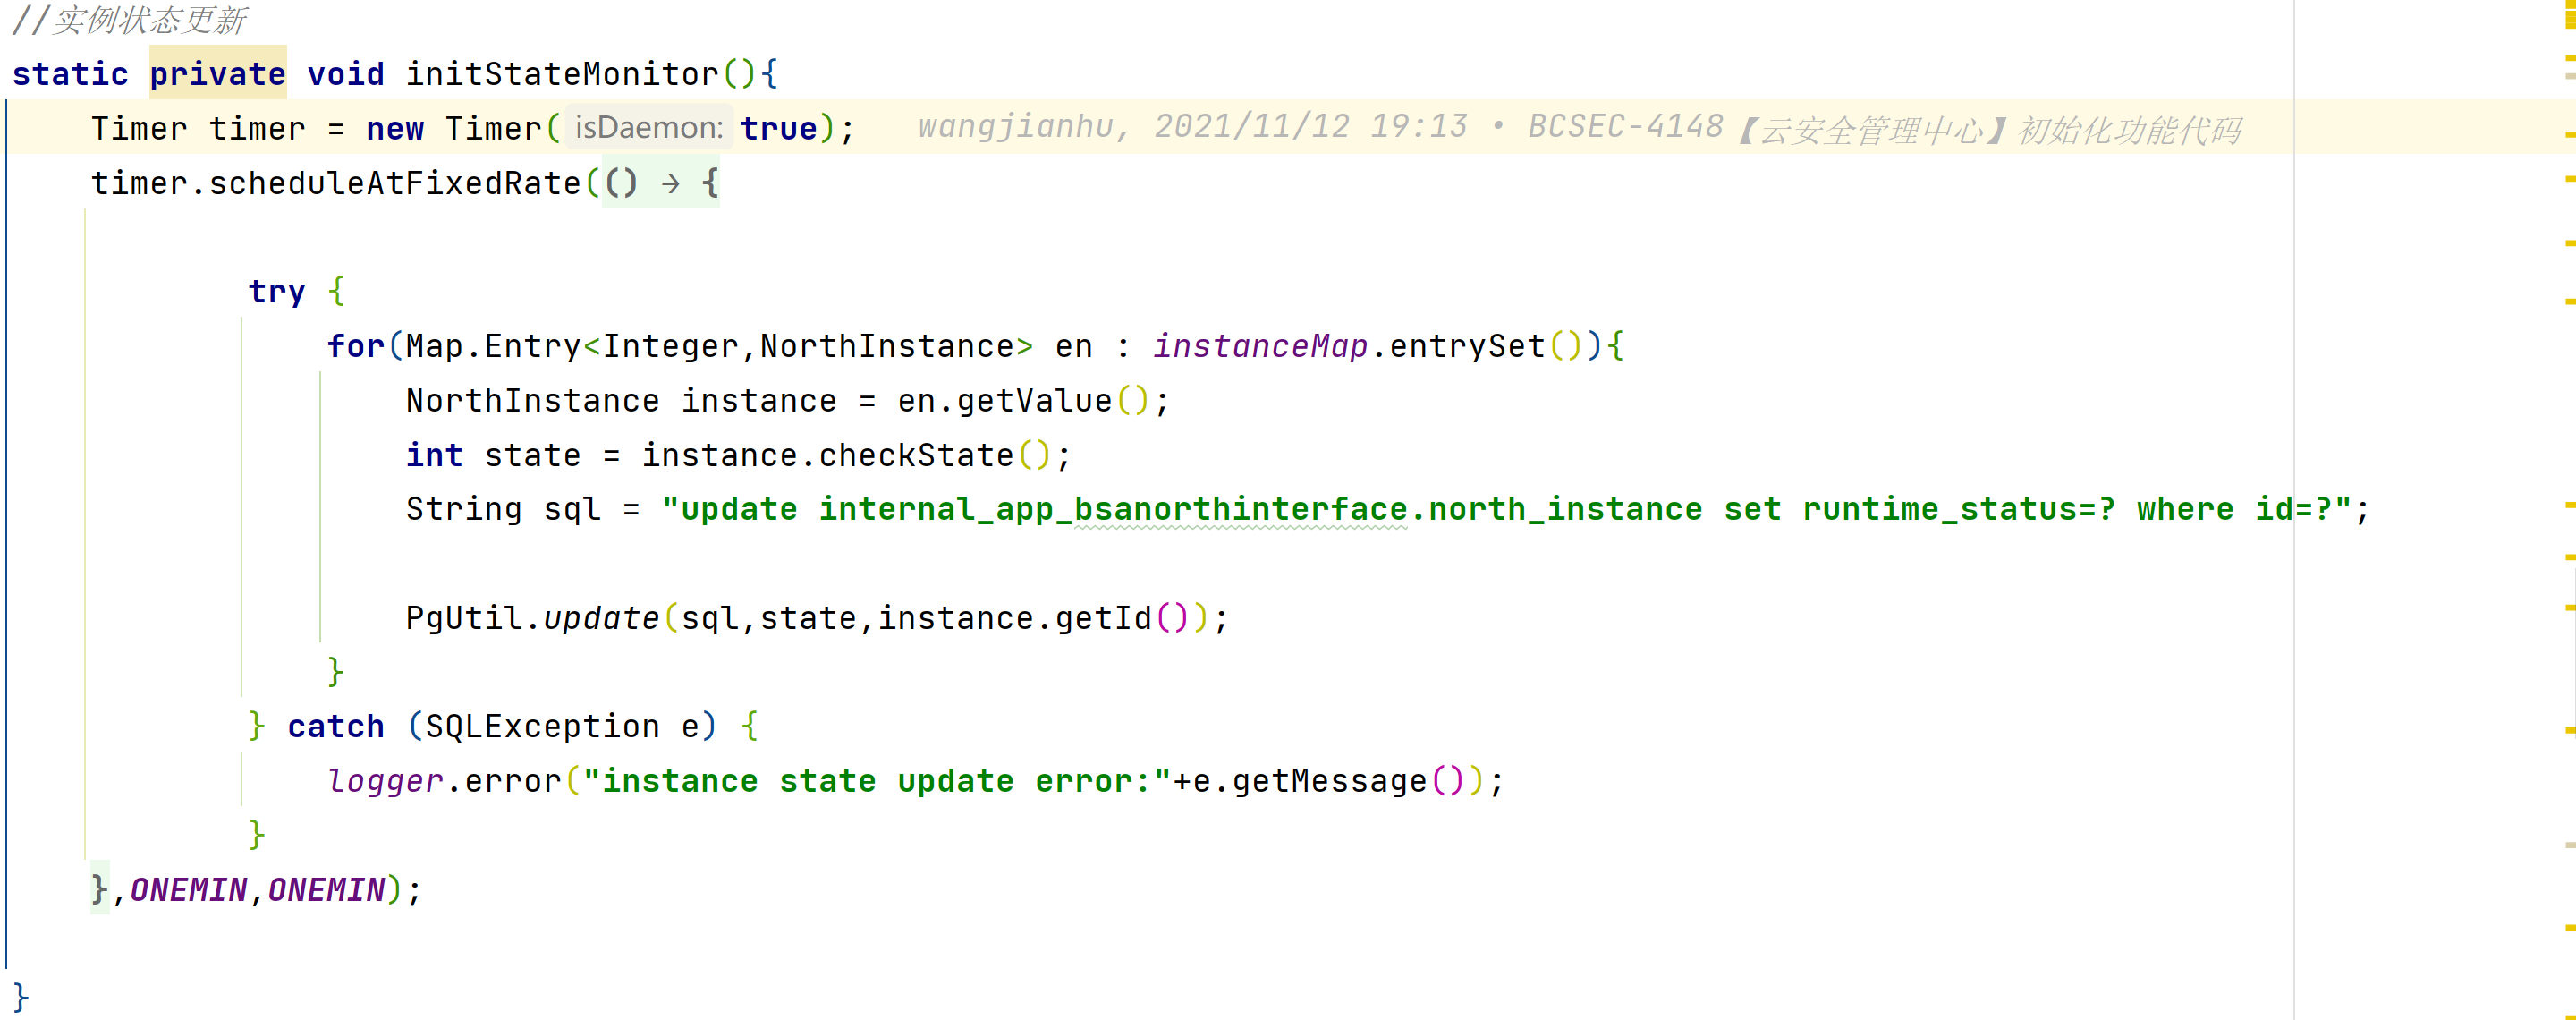 //实例状态更新
static private void initStateMonitor(){
Timer timer = new Timer( isDaemon: true); wangjianhu, 2021/11/12 19:13 • BCSEC-4148【云安全管理中心】初始化功能代码
timer.scheduleAtFixedRate(() → {
try {
for(Map.Entry<Integer,NorthInstance> en : instanceMap.entrySet()){
NorthInstance instance = en.getValue();
int state = instance.checkState();
String sql = "update internal_app_bsanorthinterface.north_instance set runtime_status=? where id=?";
PgUtil.update(sql,state,instance.getId());
}
} catch (SQLException e) {
logger.error("instance state update error:"+e.getMessage());
}
},ONEMIN,ONEMIN);
}